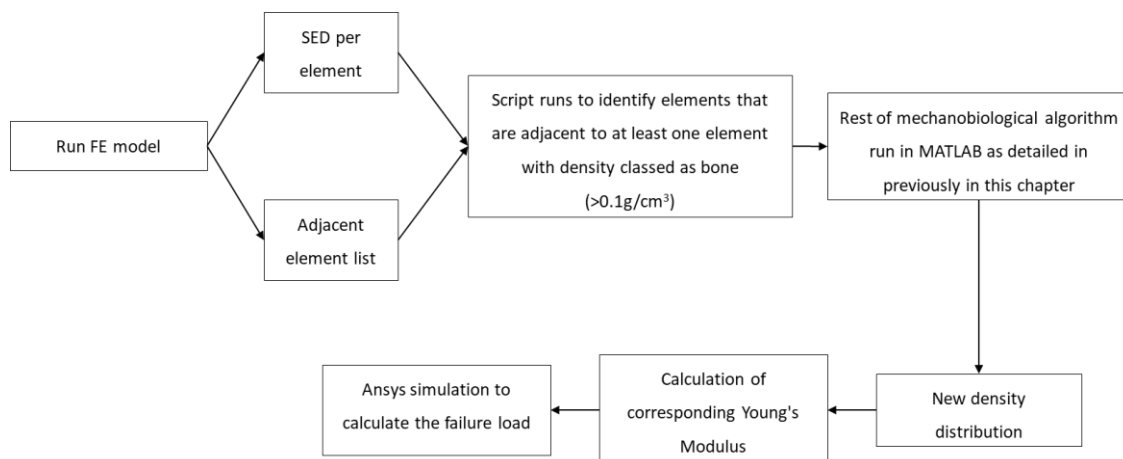 Run FE model
SED per
element
Adjacent
element list
Script runs to identify elements that
are adjacent to at least one element
with density classed as bone
(>0.1g/cm³)
Rest of mechanobiological algorithm
run in MATLAB as detailed in
previously in this chapter
New density
distribution
Calculation of
corresponding Young's
Modulus
Ansys simulation to
calculate the failure load